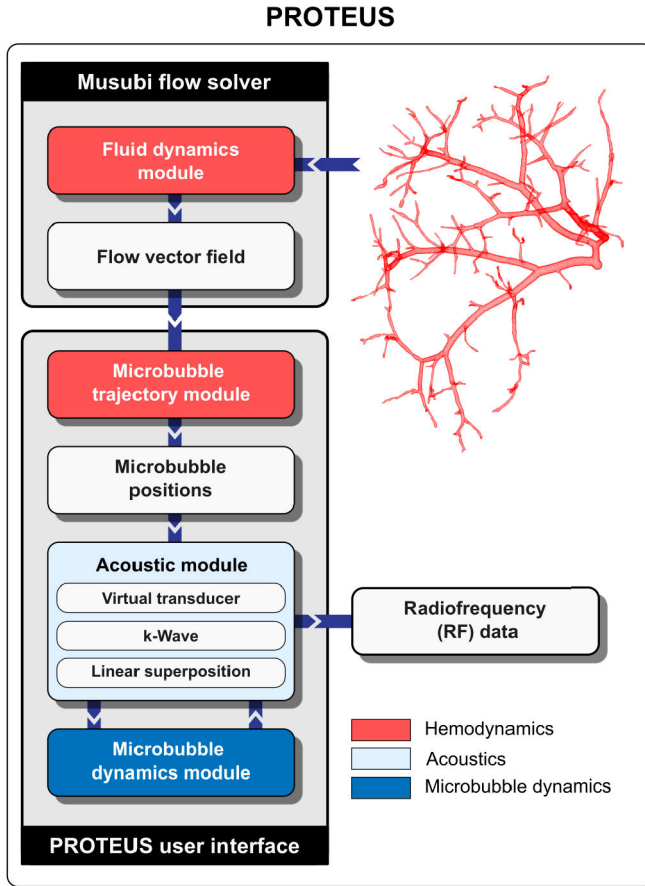 PROTEUS
Musubi flow solver
Fluid dynamics
module
Flow vector field
Microbubble
trajectory module
Microbubble
positions
Acoustic module
Virtual transducer
k-Wave
Linear superposition
Radiofrequency
(RF) data
Microbubble
dynamics module
PROTEUS user interface
Hemodynamics
Acoustics
Microbubble dynamics